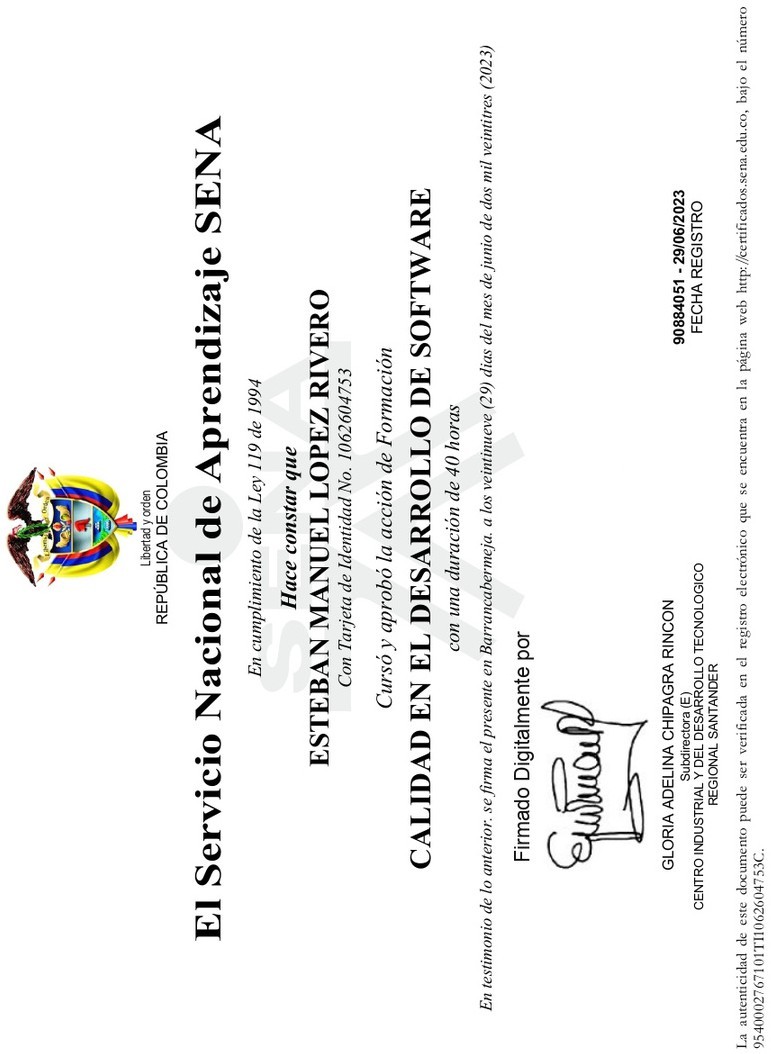 Libertad y orden
REPÚBLICA DE COLOMBIA
El Servicio Nacional de Aprendizaje SENA
En cumplimiento de la Ley 119 de 1994
Hace constar que
ESTEBAN MANUEL LOPEZ RIVERO
Con Tarjeta de Identidad No. 1062604753
Cursó y aprobó la acción de Formación
CALIDAD EN EL DESARROLLO DE SOFTWARE
con una duración de 40 horas
En testimonio de lo anterior, se firma el presente en Barrancabermeja, a los veintinueve (29) días del mes de junio de dos mil veintitres (2023)
Firmado Digitalmente por
GLORIA ADELINA CHIPAGRA RINCON
Subdirectora (E)
CENTRO INDUSTRIAL Y DEL DESARROLLO TECNOLOGICO
REGIONAL SANTANDER
90884051 - 29/06/2023
FECHA REGISTRO
La autenticidad de este documento puede ser verificada en el registro electrónico que se encuentra en la página web http://certificados.sena.edu.co, bajo el número
9540002767101TI1062604753C.
SENA